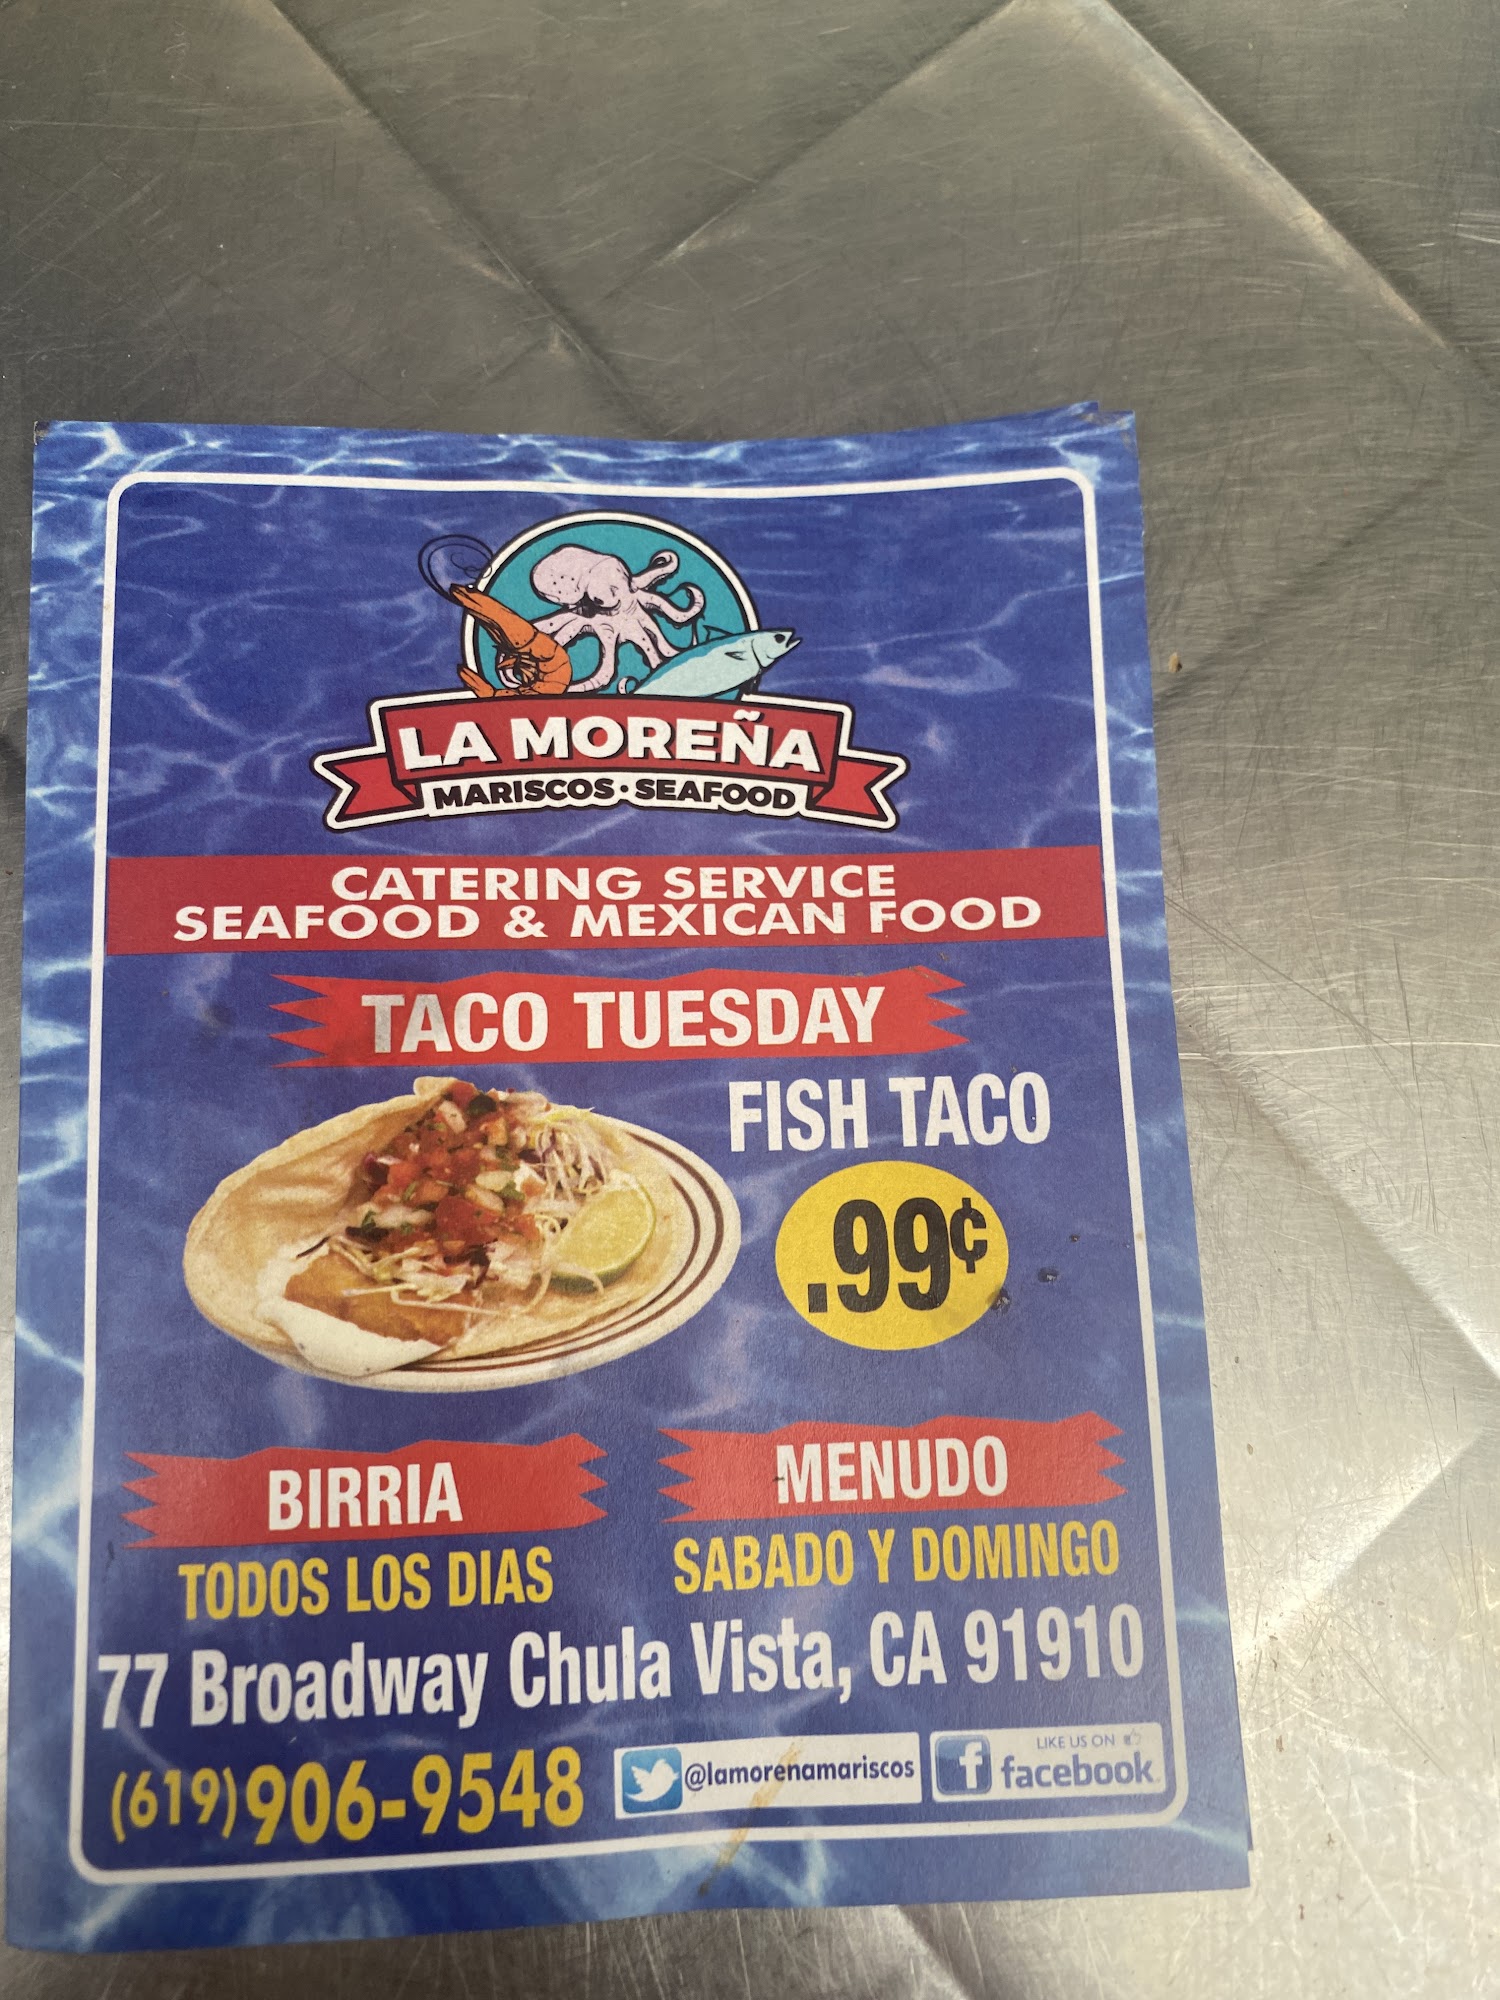 LA MOREÑA
MARISCOS • SEAFOOD
CATERING SERVICE
SEAFOOD & MEXICAN FOOD
TACO TUESDAY
FISH TACO
.99¢
BIRRIA
TODOS LOS DIAS
MENUDO
SABADO Y DOMINGO
77 Broadway Chula Vista, CA 91910
(619) 906-9548
@lamorenamariscos
LIKE US ON
facebook